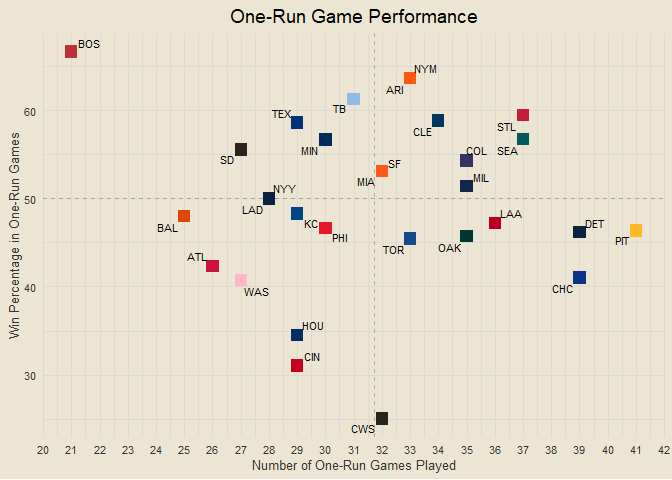 One-Run Game Performance
BOS
NYM
ARI
TB
TEX
CLE
STL
MIN
SEA
SD
COL
SF
MIA
MIL
NYY
LAD
BAL
KC
PHI
LAA
DET
PIT
TOR
OAK
ATL
WAS
CHC
HOU
CIN
CWS
60
50
40
30
Win Percentage in One-Run Games
20 21 22 23 24 25 26 27 28 29 30 31 32 33 34 35 36 37 38 39 40 41 42
Number of One-Run Games Played